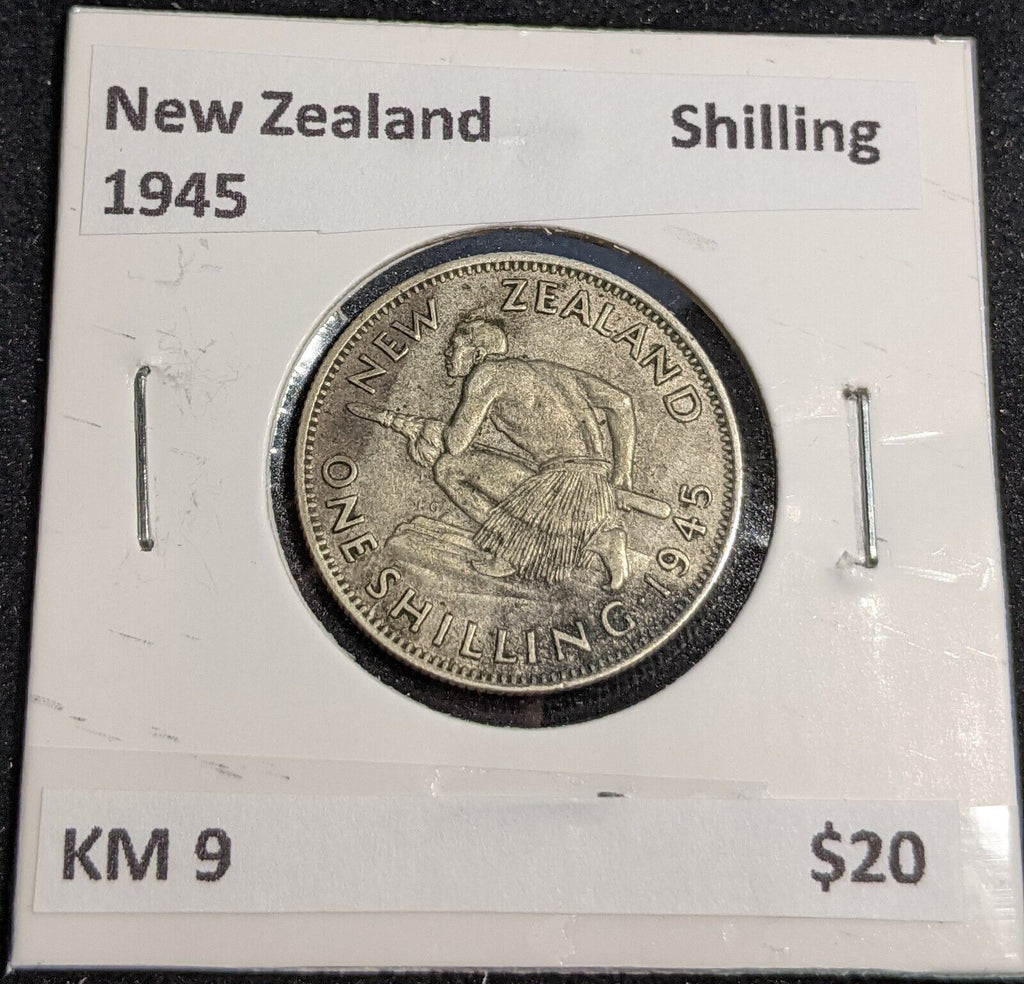 New Zealand Shilling
1945
NEW ZEALAND
ONE SHILLING · 1945
KM 9 $20